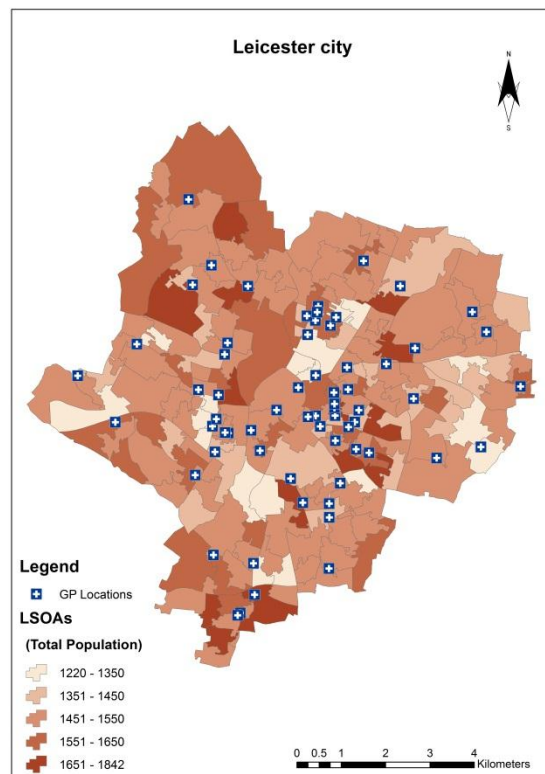 Leicester city
N
S
Legend
GP Locations
LSOAs
(Total Population)
1220 - 1350
1351 - 1450
1451 - 1550
1551 - 1650
1651 - 1842
0 0.5 1 2 3 4
Kilometers